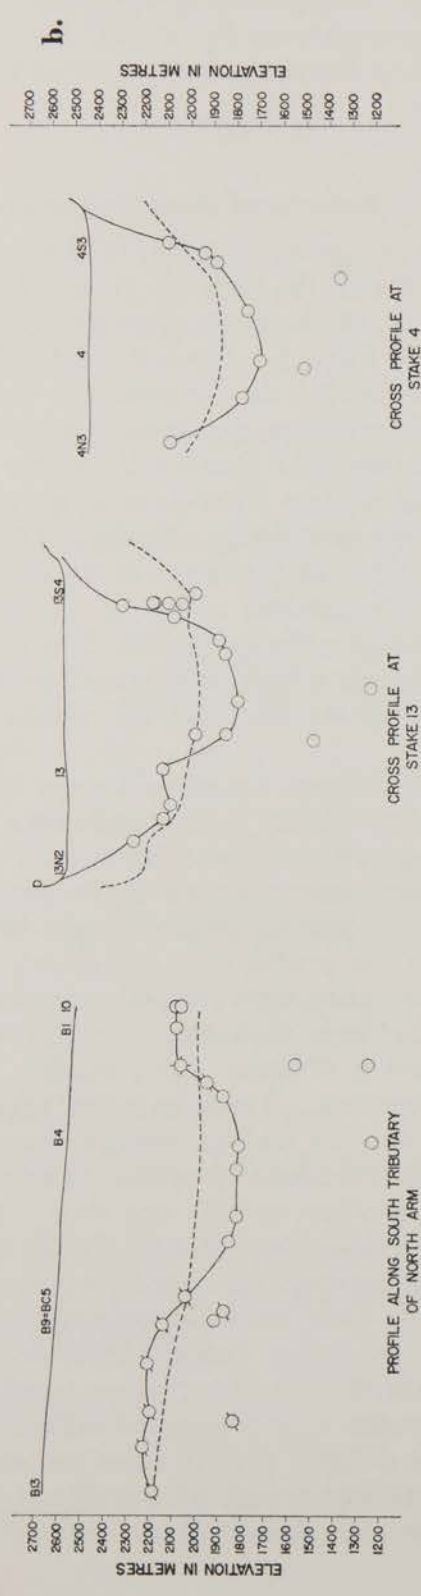 b.
ELEVATION IN METRES
2700
2600
2500
2400
2300
2200
2100
2000
1900
1800
1700
1600
1500
1400
1300
1200
B13
B9=BC5
B4
B1 10
PROFILE ALONG SOUTH TRIBUTARY
OF NORTH ARM
D
13N2
13
13S4
CROSS PROFILE AT
STAKE 13
4N3
4
4S3
CROSS PROFILE AT
STAKE 4
2700
2600
2500
2400
2300
2200
2100
2000
1900
1800
1700
1600
1500
1400
1300
1200
ELEVATION IN METRES